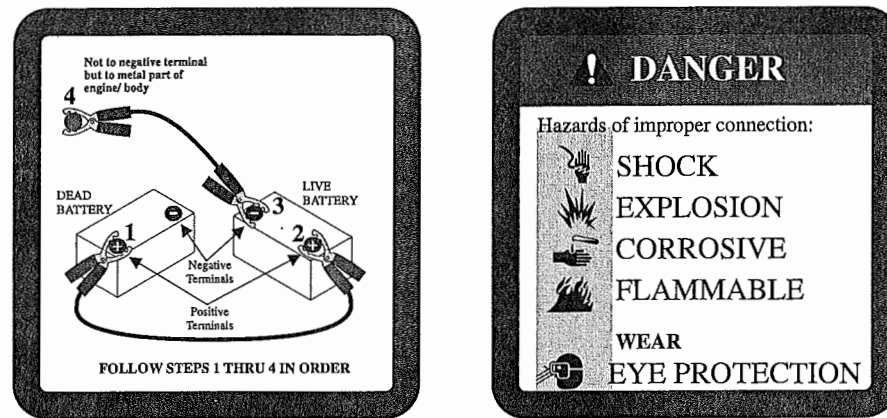 Not to negative terminal
but to metal part of
engine/ body
4
DEAD
BATTERY
LIVE
BATTERY
1
3
2
Negative
Terminals
Positive
Terminals
FOLLOW STEPS 1 THRU 4 IN ORDER
! DANGER
Hazards of improper connection:
SHOCK
EXPLOSION
CORROSIVE
FLAMMABLE
WEAR
EYE PROTECTION